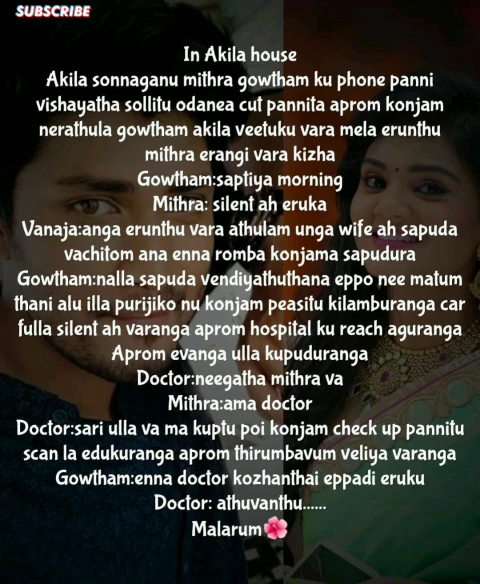 SUBSCRIBE
In Akila house
Akila sonnaganu mithra gowtham ku phone panni
vishayatha sollitu odanea cut pannita aprom konjam
nerathula gowtham akila veetuku vara mela erunthu
mithra erangi vara kizha
Gowtham:saptiya morning
Mithra: silent ah eruka
Vanaja:anga erunthu vara athulam unga wife ah sapuda
vachitom ana enna romba konjama sapudura
Gowtham:nalla sapuda vendiyathuthana eppo nee matum
thani alu illa purijiko nu konjam peasitu kilamburanga car
fulla silent ah varanga aprom hospital ku reach aguranga
Aprom evanga ulla kupuduranga
Doctor:neegatha mithra va
Mithra:ama doctor
Doctor:sari ulla va ma kuptu poi konjam check up pannitu
scan la edukuranga aprom thirumbavum veliya varanga
Gowtham:enna doctor kozhanthai eppadi eruku
Doctor: athuvanthu......
Malarum🌺